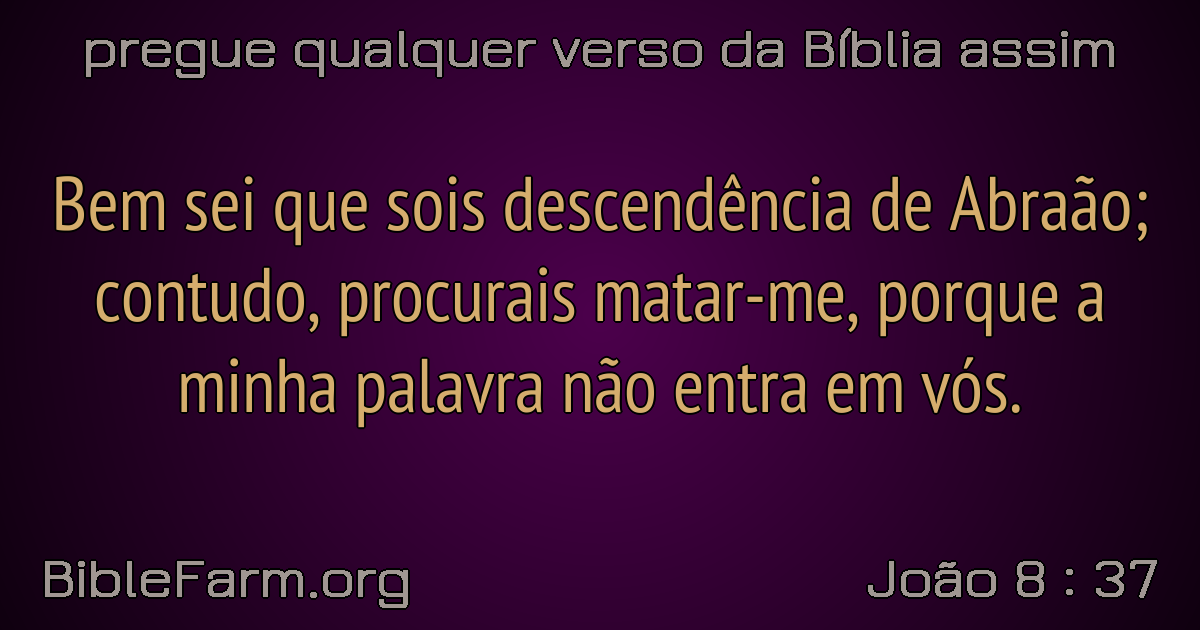 pregue qualquer verso da Bíblia assim
Bem sei que sois descendência de Abraão;
contudo, procurais matar-me, porque a
minha palavra não entra em vós.
BibleFarm.org
João 8 : 37